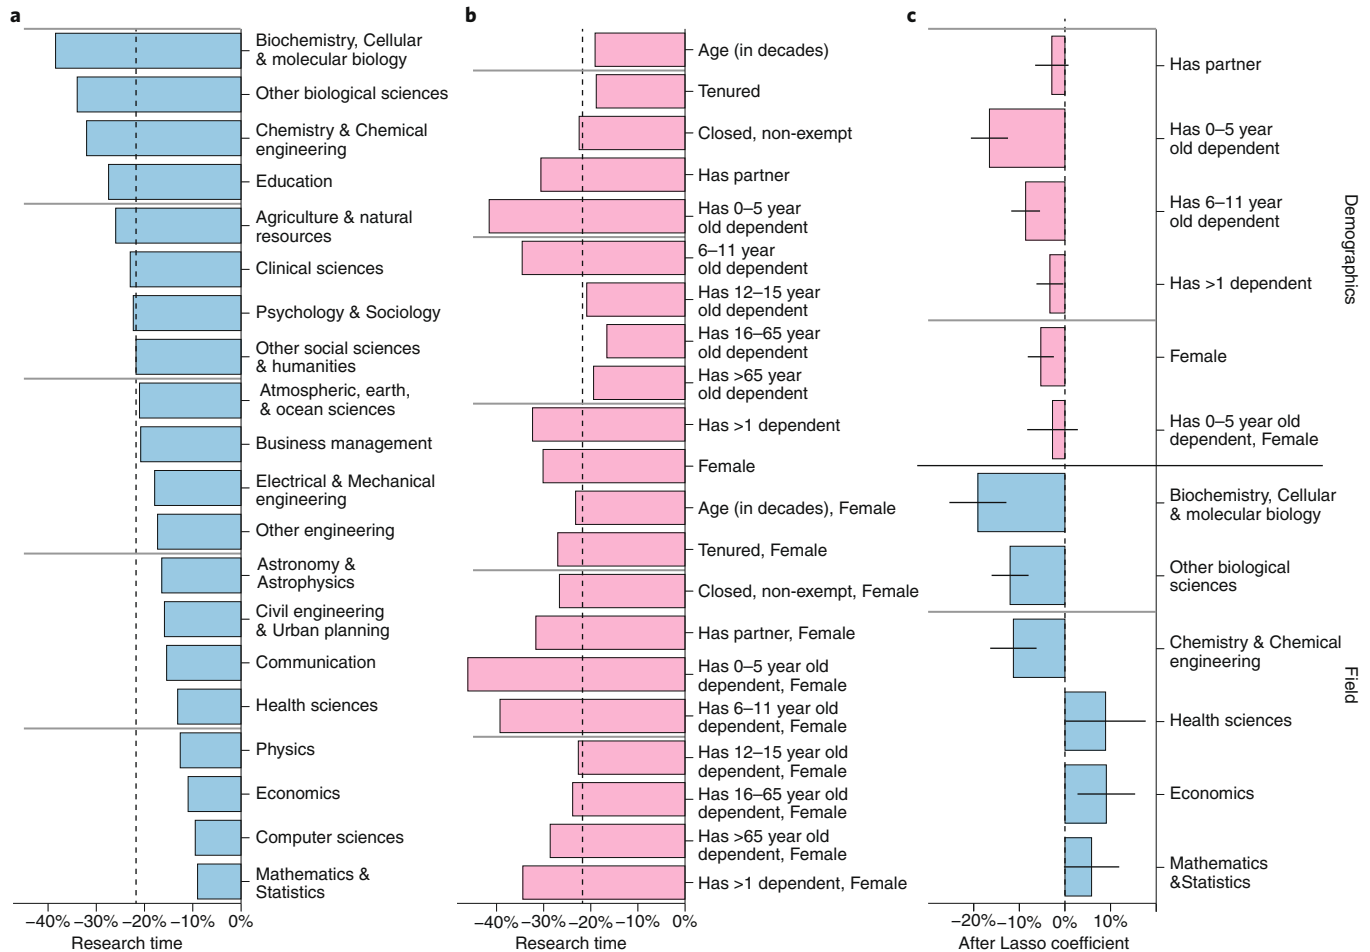 a
Biochemistry, Cellular
& molecular biology
Other biological sciences
Chemistry & Chemical
engineering
Education
Agriculture & natural
resources
Clinical sciences
Psychology & Sociology
Other social sciences
& humanities
Atmospheric, earth,
& ocean sciences
Business management
Electrical & Mechanical
engineering
Other engineering
Astronomy &
Astrophysics
Civil engineering
& Urban planning
Communication
Health sciences
Physics
Economics
Computer sciences
Mathematics &
Statistics
−40% −30% −20% −10% 0%
Research time
b
Age (in decades)
Tenured
Closed, non-exempt
Has partner
Has 0–5 year
old dependent
6–11 year
old dependent
Has 12–15 year
old dependent
Has 16–65 year
old dependent
Has >65 year
old dependent
Has >1 dependent
Female
Age (in decades), Female
Tenured, Female
Closed, non-exempt, Female
Has partner, Female
Has 0–5 year old
dependent, Female
Has 6–11 year old
dependent, Female
Has 12–15 year old
dependent, Female
Has 16–65 year old
dependent, Female
Has >65 year old
dependent, Female
Has >1 dependent, Female
−40% −30% −20% −10% 0%
Research time
c
Has partner
Has 0–5 year
old dependent
Has 6–11 year
old dependent
Has >1 dependent
Female
Has 0–5 year old
dependent, Female
Demographics
Biochemistry, Cellular
& molecular biology
Other biological
sciences
Chemistry & Chemical
engineering
Health sciences
Economics
Mathematics
&Statistics
Field
−20% −10% 0% 10%
After Lasso coefficient